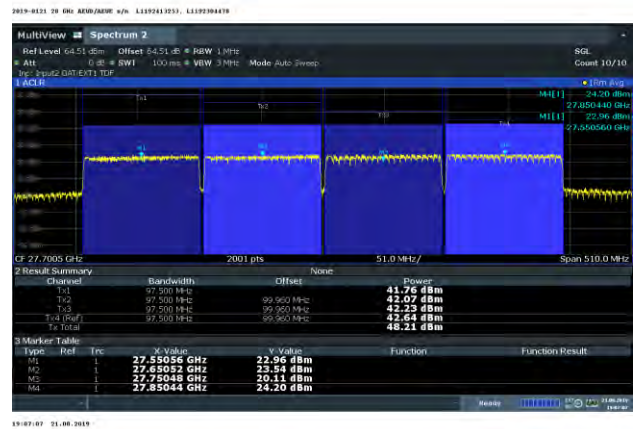 2019-0121 28 GHz AEUD/AEWE s/n L1192413253, L1192304478
MultiView Spectrum 2
Ref Level 64.51 dBm Offset 64.51 dB RBW 1 MHz SGL
Att 0 dB SWT 100 ms VBW 3 MHz Mode Auto Sweep Count 10/10
1 ACLR 1Rm Avg
M4[1] 24.20 dBm
27.850440 GHz
M1[1] 22.96 dBm
27.550560 GHz
Tx1
Tx2
Tx3
Tx4
M1
CF 27.7005 GHz 2001 pts 51.0 MHz/ Span 510.0 MHz
2 Result Summary None
Channel Bandwidth Offset Power
Tx1 97.500 MHz 41.76 dBm
Tx2 97.500 MHz 99.960 MHz 42.07 dBm
Tx3 97.500 MHz 99.960 MHz 42.23 dBm
Tx4 (Ref) 97.500 MHz 99.960 MHz 42.64 dBm
Tx Total 48.21 dBm
3 Marker Table
Type Ref Trc X-Value Y-Value Function Function Result
M1 1 27.55056 GHz 22.96 dBm
M2 1 27.65052 GHz 23.54 dBm
M3 1 27.75048 GHz 20.11 dBm
M4 1 27.85044 GHz 24.20 dBm
Ready 21.08.2019
19:07:07 21.08.2019